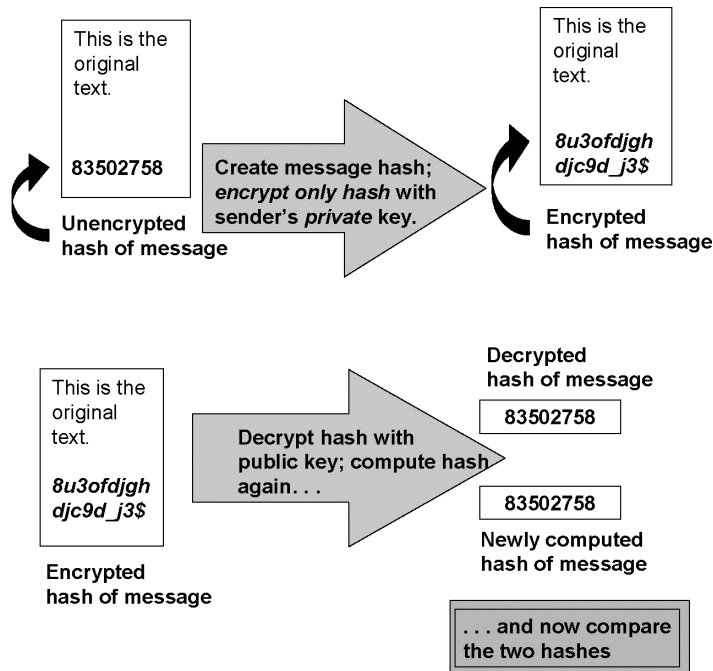 This is the
original
text.
83502758
Unencrypted
hash of message
Create message hash;
encrypt only hash with
sender's private key.
This is the
original
text.
8u3ofdjgh
djc9d_j3$
Encrypted
hash of message
This is the
original
text.
8u3ofdjgh
djc9d_j3$
Encrypted
hash of message
Decrypt hash with
public key; compute hash
again. . .
Decrypted
hash of message
83502758
83502758
Newly computed
hash of message
. . . and now compare
the two hashes